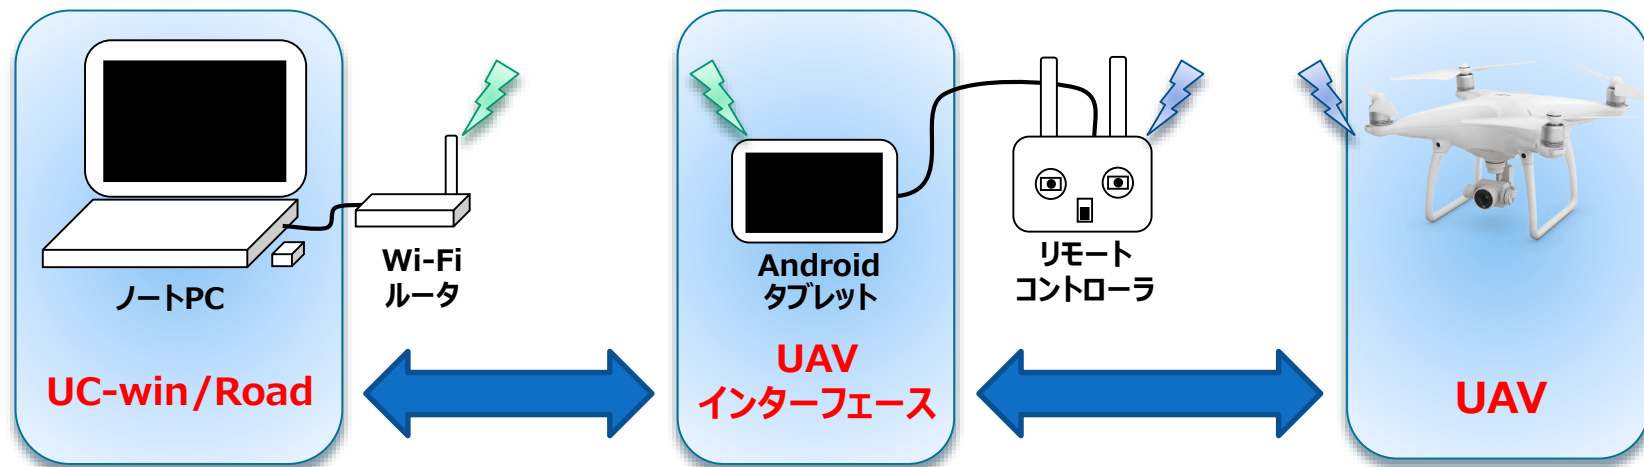 ノートPC
UC-win/Road
Wi-Fi
ルータ
Android
タブレット
UAV
インターフェース
リモート
コントローラ
UAV